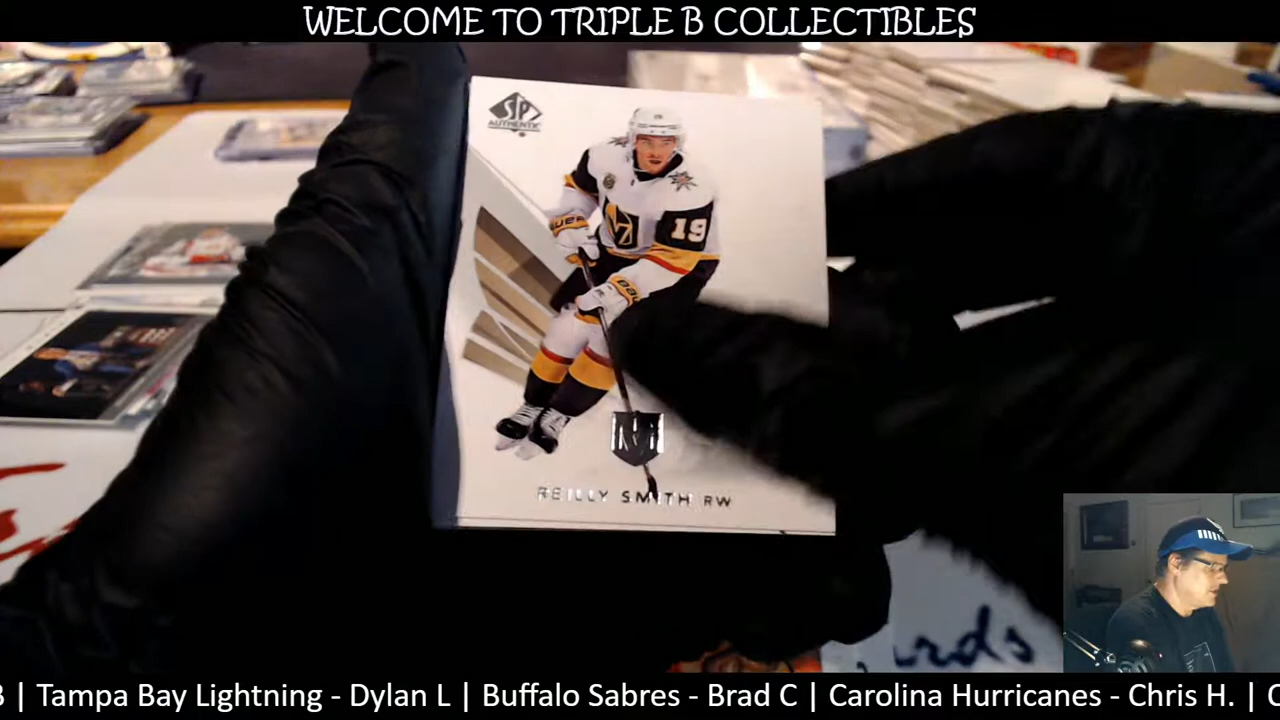 WELCOME TO TRIPLE B COLLECTIBLES
SP
AUTHENTIC
19
REILLY SMITH RW
| Tampa Bay Lightning - Dylan L | Buffalo Sabres - Brad C | Carolina Hurricanes - Chris H. |